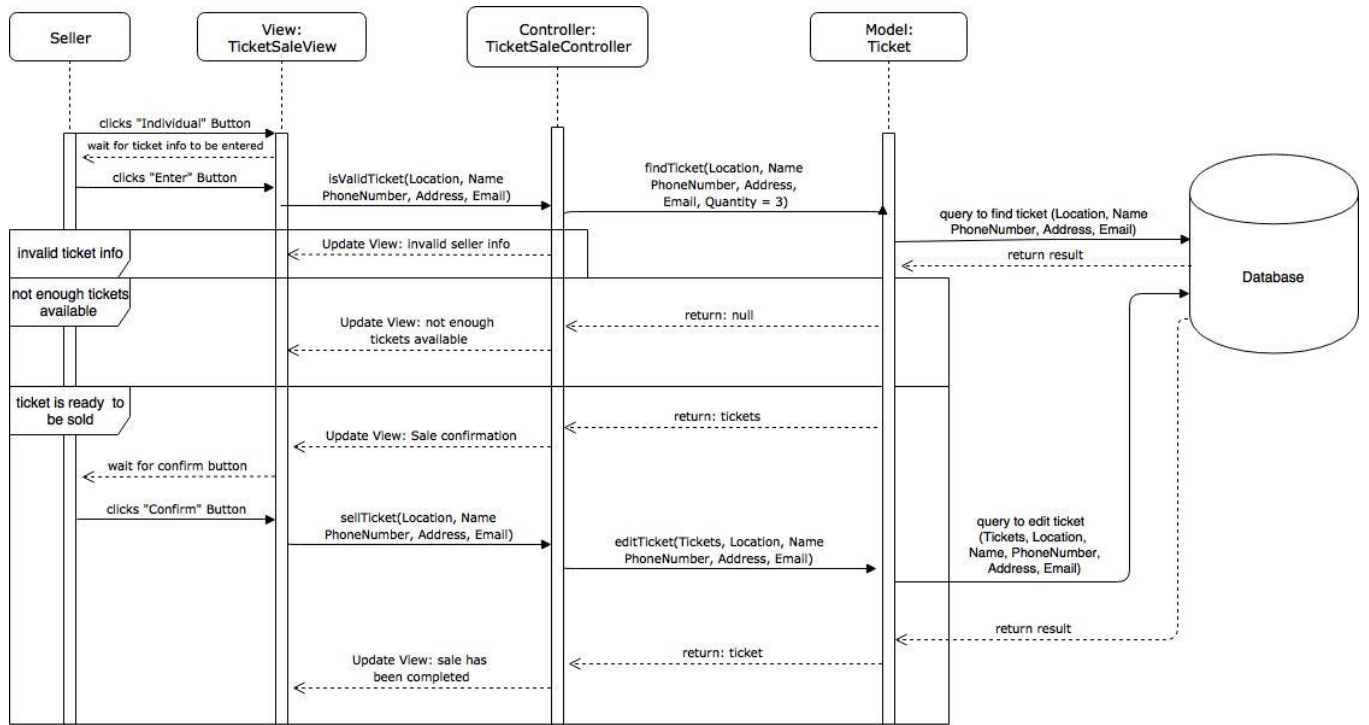 Seller
View:
TicketSaleView
Controller:
TicketSaleController
Model:
Ticket
clicks "Individual" Button
wait for ticket info to be entered
clicks "Enter" Button
isValidTicket(Location, Name
PhoneNumber, Address, Email)
findTicket(Location, Name
PhoneNumber, Address,
Email, Quantity = 3)
query to find ticket (Location, Name
PhoneNumber, Address, Email)
return result
Database
invalid ticket info
Update View: invalid seller info
not enough tickets
available
return: null
Update View: not enough
tickets available
ticket is ready to
be sold
return: tickets
Update View: Sale confirmation
wait for confirm button
clicks "Confirm" Button
sellTicket(Location, Name
PhoneNumber, Address, Email)
editTicket(Tickets, Location, Name
PhoneNumber, Address, Email)
query to edit ticket
(Tickets, Location,
Name, PhoneNumber,
Address, Email)
return result
return: ticket
Update View: sale has
been completed